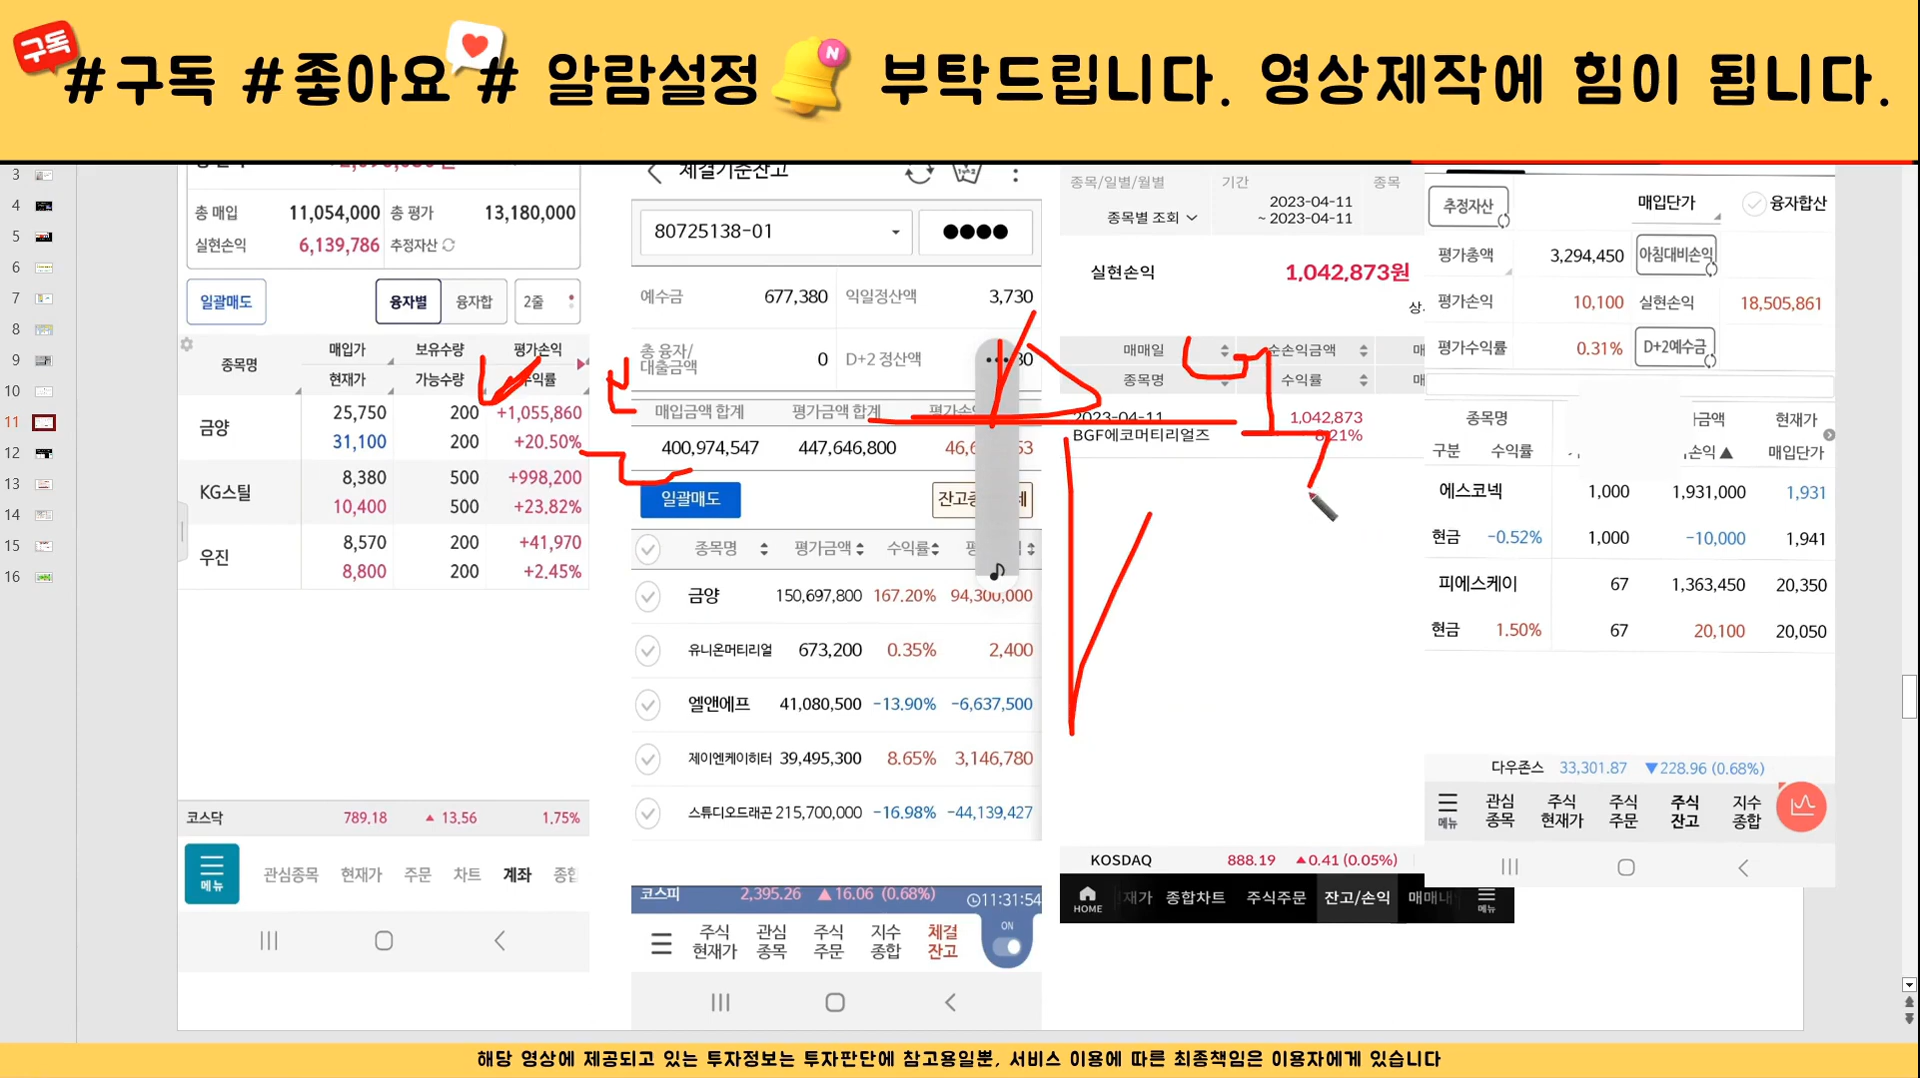 구독
#구독 #좋아요 # 알람설정 N 부탁드립니다. 영상제작에 힘이 됩니다.
3
4
5
6
7
8
9
10
11
12
13
14
15
16
총 매입 11,054,000 총 평가 13,180,000
실현손익 6,139,786 추정자산
일괄매도 융자별 융자합 2줄
종목명 매입가 보유수량 평가손익
현재가 가능수량
금양 25,750 200 +1,055,860
31,100 200 +20.50%
KG스틸 8,380 500 +998,200
10,400 500 +23.82%
우진 8,570 200 +41,970
8,800 200 +2.45%
코스닥 789.18 ▲ 13.56 1.75%
메뉴 관심종목 현재가 주문 차트 계좌 종합
체결기준잔고
80725138-01 ●●●●
예수금 677,380 익일정산액 3,730
총 융자/
대출금액 0 D+2 정산액
매입금액 합계 평가금액 합계
400,974,547 447,646,800
일괄매도
종목명 평가금액 수익률
금양 150,697,800 167.20% 94,300,000
유니온머티리얼 673,200 0.35% 2,400
엘앤에프 41,080,500 -13.90% -6,637,500
제이엔케이히터 39,495,300 8.65% 3,146,780
스튜디오드래곤 215,700,000 -16.98% -44,139,427
코스피 2,395.26 ▲ 16.06 (0.68%) 11:31:54
주식 현재가 관심 종목 주식 주문 지수 종합 체결 잔고 ON
종목/일별/월별 기간 종목
종목별 조회 2023-04-11
~ 2023-04-11
실현손익 1,042,873원
매매일 순손익금액
종목명 수익률
2023-04-11 1,042,873
BGF에코머티리얼즈 8.21%
KOSDAQ 888.19 ▲0.41 (0.05%)
HOME 종합차트 주식주문 잔고/손익 메뉴
추정자산 매입단가 융자합산
평가총액 3,294,450 아침대비손익
평가손익 10,100 실현손익 18,505,861
평가수익률 0.31% D+2예수금
종목명 현재가
구분 수익률 매입단가
에스코넥 1,000 1,931,000 1,931
현금 -0.52% 1,000 -10,000 1,941
피에스케이 67 1,363,450 20,350
현금 1.50% 67 20,100 20,050
다우존스 33,301.87 ▼228.96 (0.68%)
메뉴 관심 종목 주식 현재가 주식 주문 주식 잔고 지수 종합
해당 영상에 제공되고 있는 투자정보는 투자판단에 참고용일뿐, 서비스 이용에 따른 최종책임은 이용자에게 있습니다